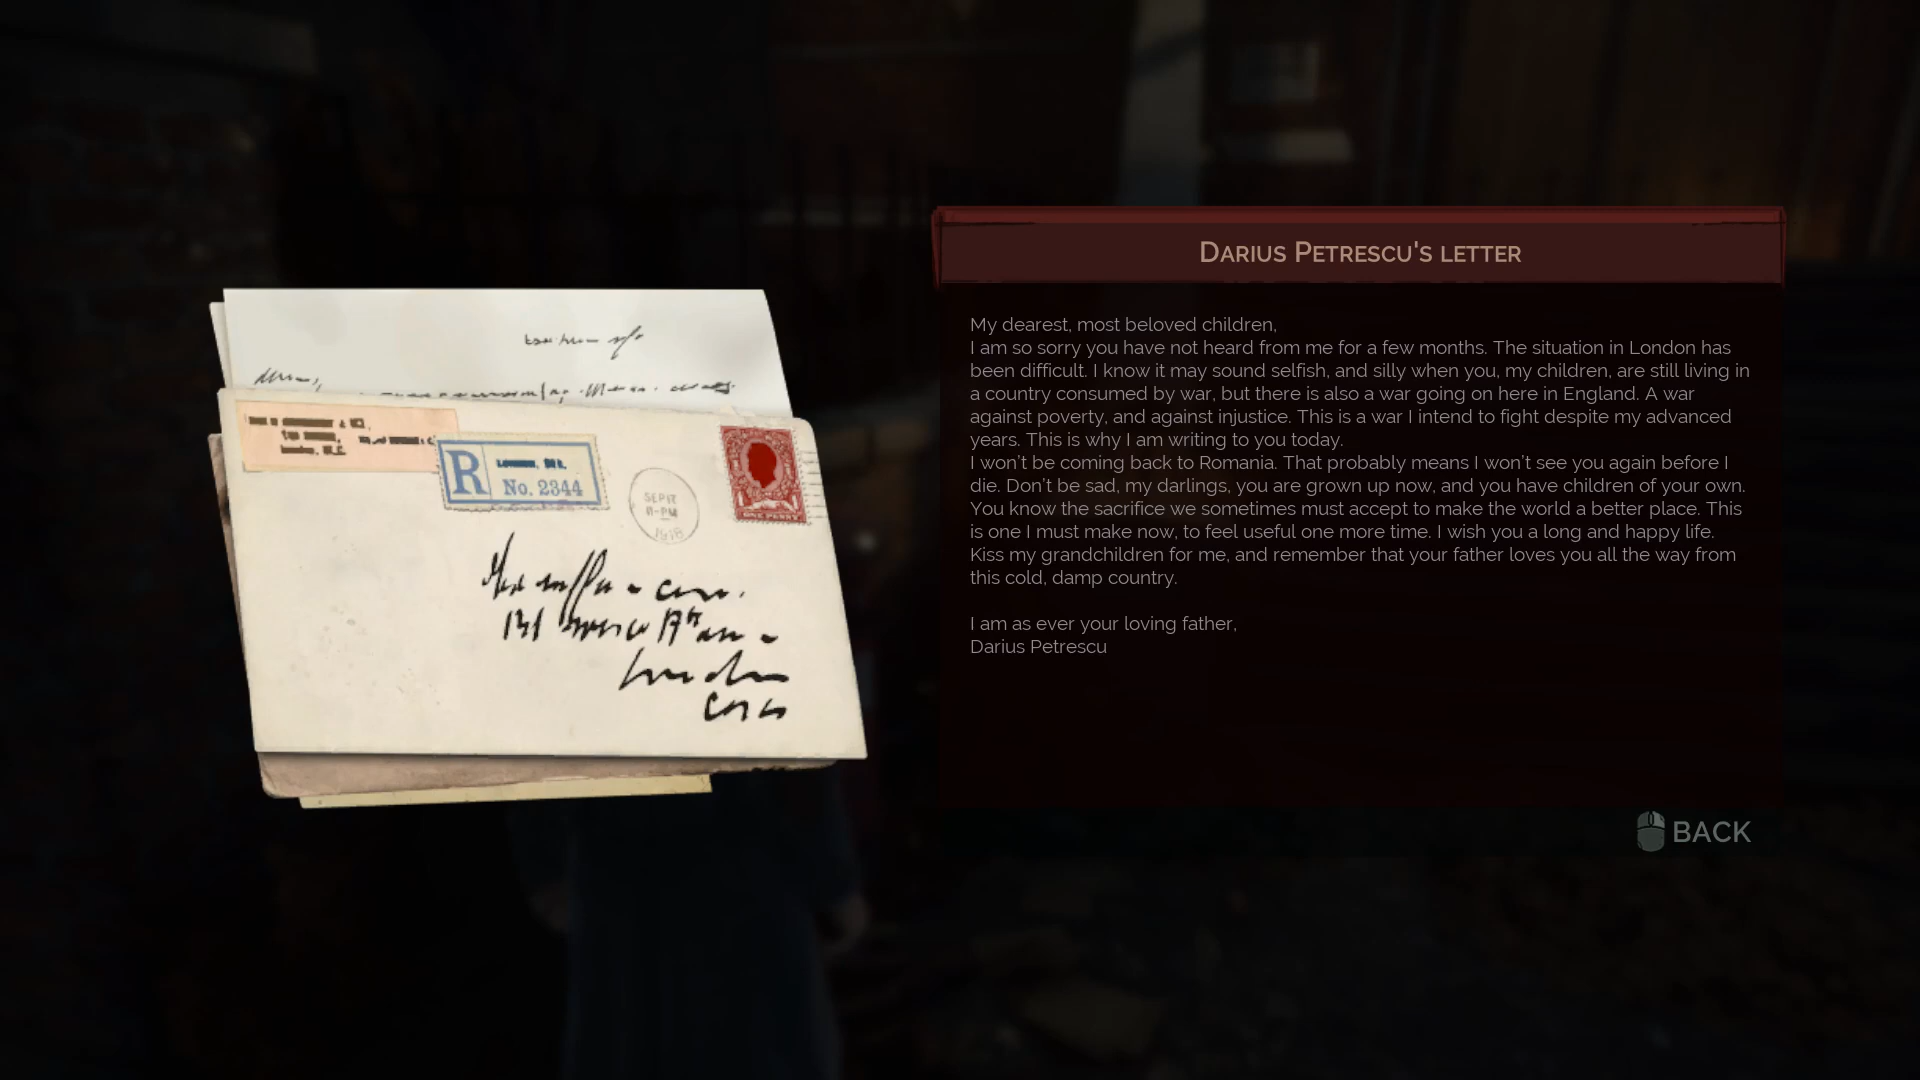 DARIUS PETRESCU'S LETTER
My dearest, most beloved children,
I am so sorry you have not heard from me for a few months. The situation in London has
been difficult. I know it may sound selfish, and silly when you, my children, are still living in
a country consumed by war, but there is also a war going on here in England. A war
against poverty, and against injustice. This is a war I intend to fight despite my advanced
years. This is why I am writing to you today.
I won't be coming back to Romania. That probably means I won't see you again before I
die. Don't be sad, my darlings, you are grown up now, and you have children of your own.
You know the sacrifice we sometimes must accept to make the world a better place. This
is one I must make now, to feel useful one more time. I wish you a long and happy life.
Kiss my grandchildren for me, and remember that your father loves you all the way from
this cold, damp country.
I am as ever your loving father,
Darius Petrescu
BACK
R
No. 2344
11-PM
1918
ONE PENNY